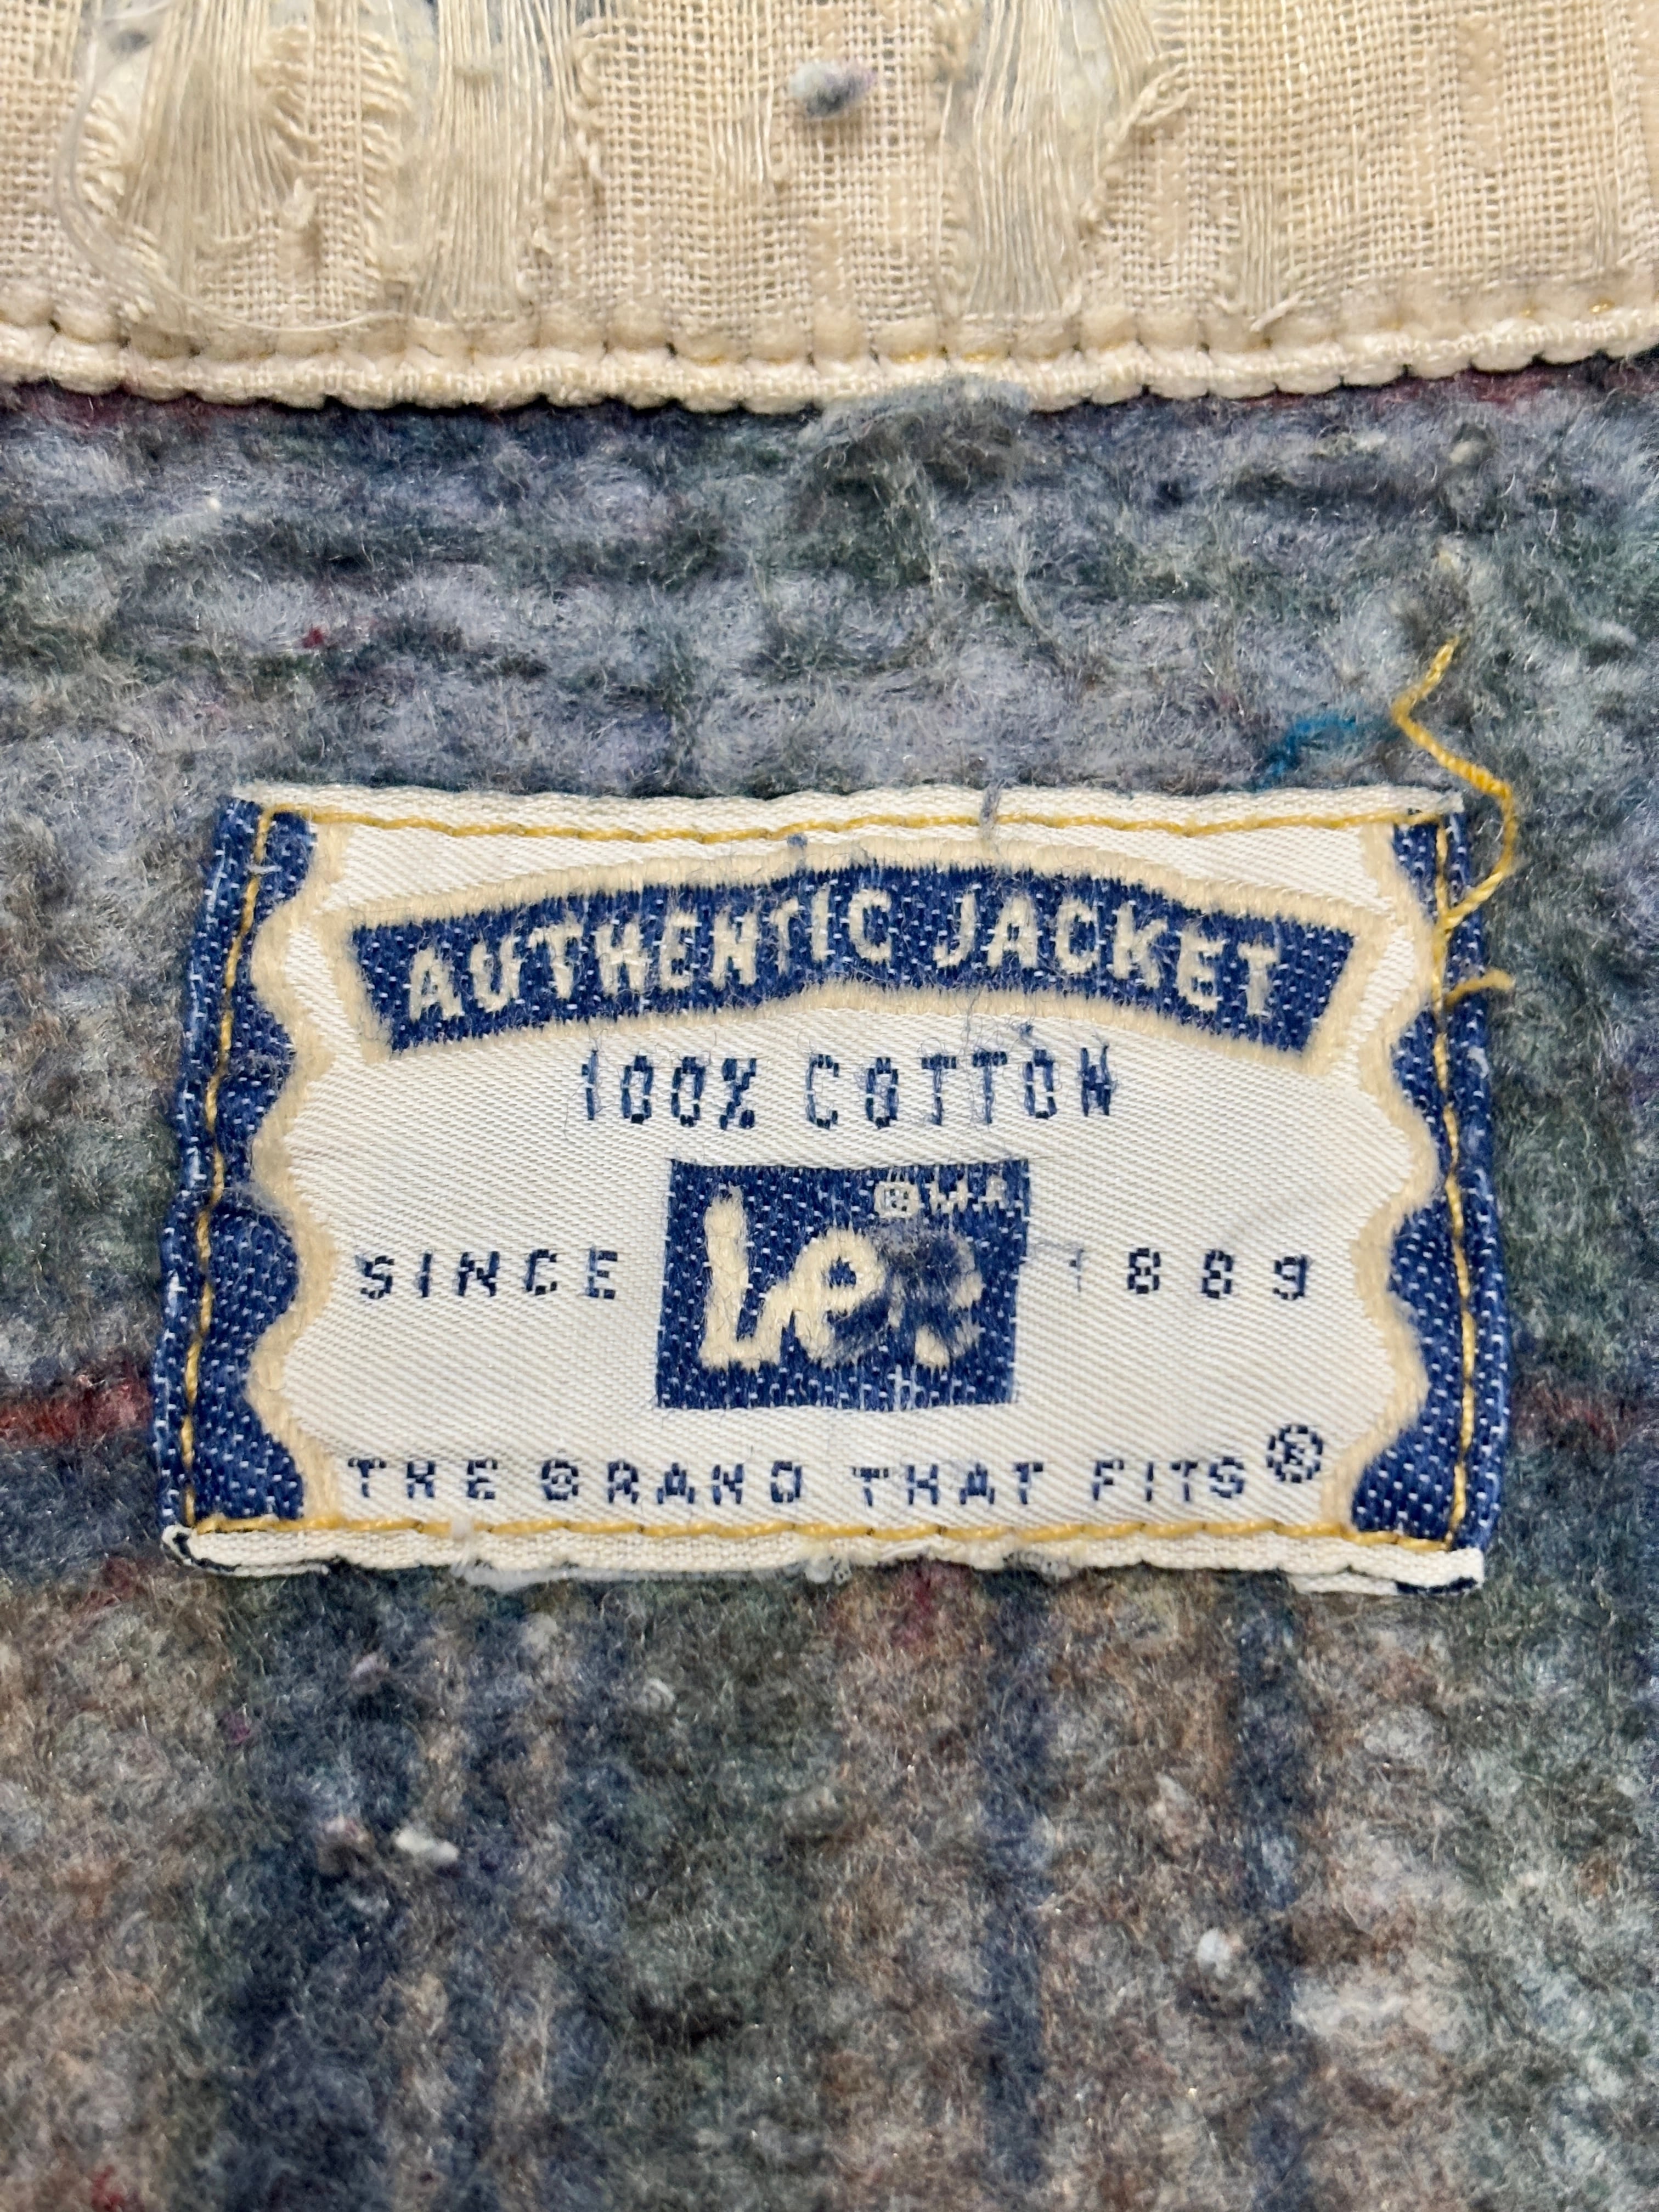 AUTHENTIC JACKET
100% COTTON
® M.R.
Lee
SINCE 1889
THE BRAND THAT FITS®